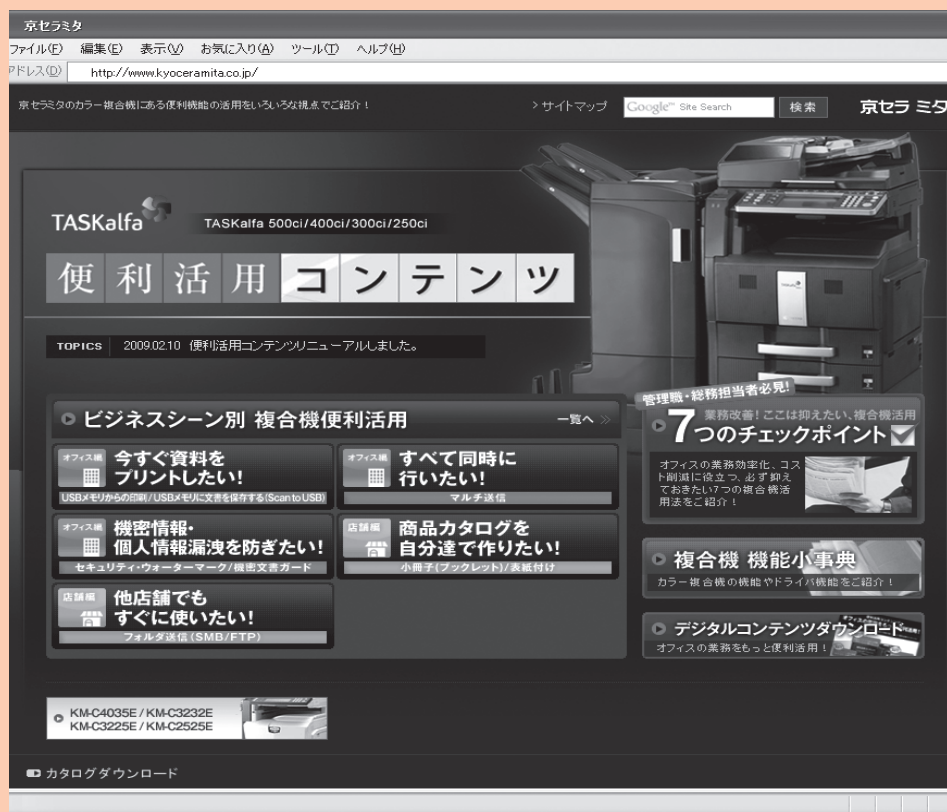 京セラミタ
ファイル(F) 編集(E) 表示(V) お気に入り(A) ツール(T) ヘルプ(H)
アドレス(D) http://www.kyoceramita.co.jp/
京セラミタのカラー複合機にある便利機能の活用をいろいろな視点でご紹介！
サイトマップ Google™ Site Search 検索 京セラ ミタ
TASKalfa TASKalfa 500ci/400ci/300ci/250ci
便利活用コンテンツ
TOPICS 2009.02.10 便利活用コンテンツリニューアルしました。
ビジネスシーン別 複合機便利活用 一覧へ
オフィス編 今すぐ資料を
プリントしたい！
USBメモリからの印刷/USBメモリに文書を保存する(Scan to USB)
オフィス編 すべて同時に
行いたい！
マルチ送信
オフィス編 機密情報・
個人情報漏洩を防ぎたい！
セキュリティ・ウォーターマーク/機密文書ガード
店舗編 商品カタログを
自分達で作りたい！
小冊子(ブックレット)/表紙付け
店舗編 他店舗でも
すぐに使いたい！
フォルダ送信(SMB/FTP)
管理職・総務担当者必見！
業務改善！ここは抑えたい、複合機活用
7つのチェックポイント
オフィスの業務効率化、コス
ト削減に役立つ、必ず抑え
ておきたい7つの複合機活
用法をご紹介！
複合機 機能小事典
カラー複合機の機能やドライバ機能をご紹介！
デジタルコンテンツダウンロード
オフィスの業務をもっと便利活用！
KM-C4035E / KM-C3232E
KM-C3225E / KM-C2525E
カタログダウンロード